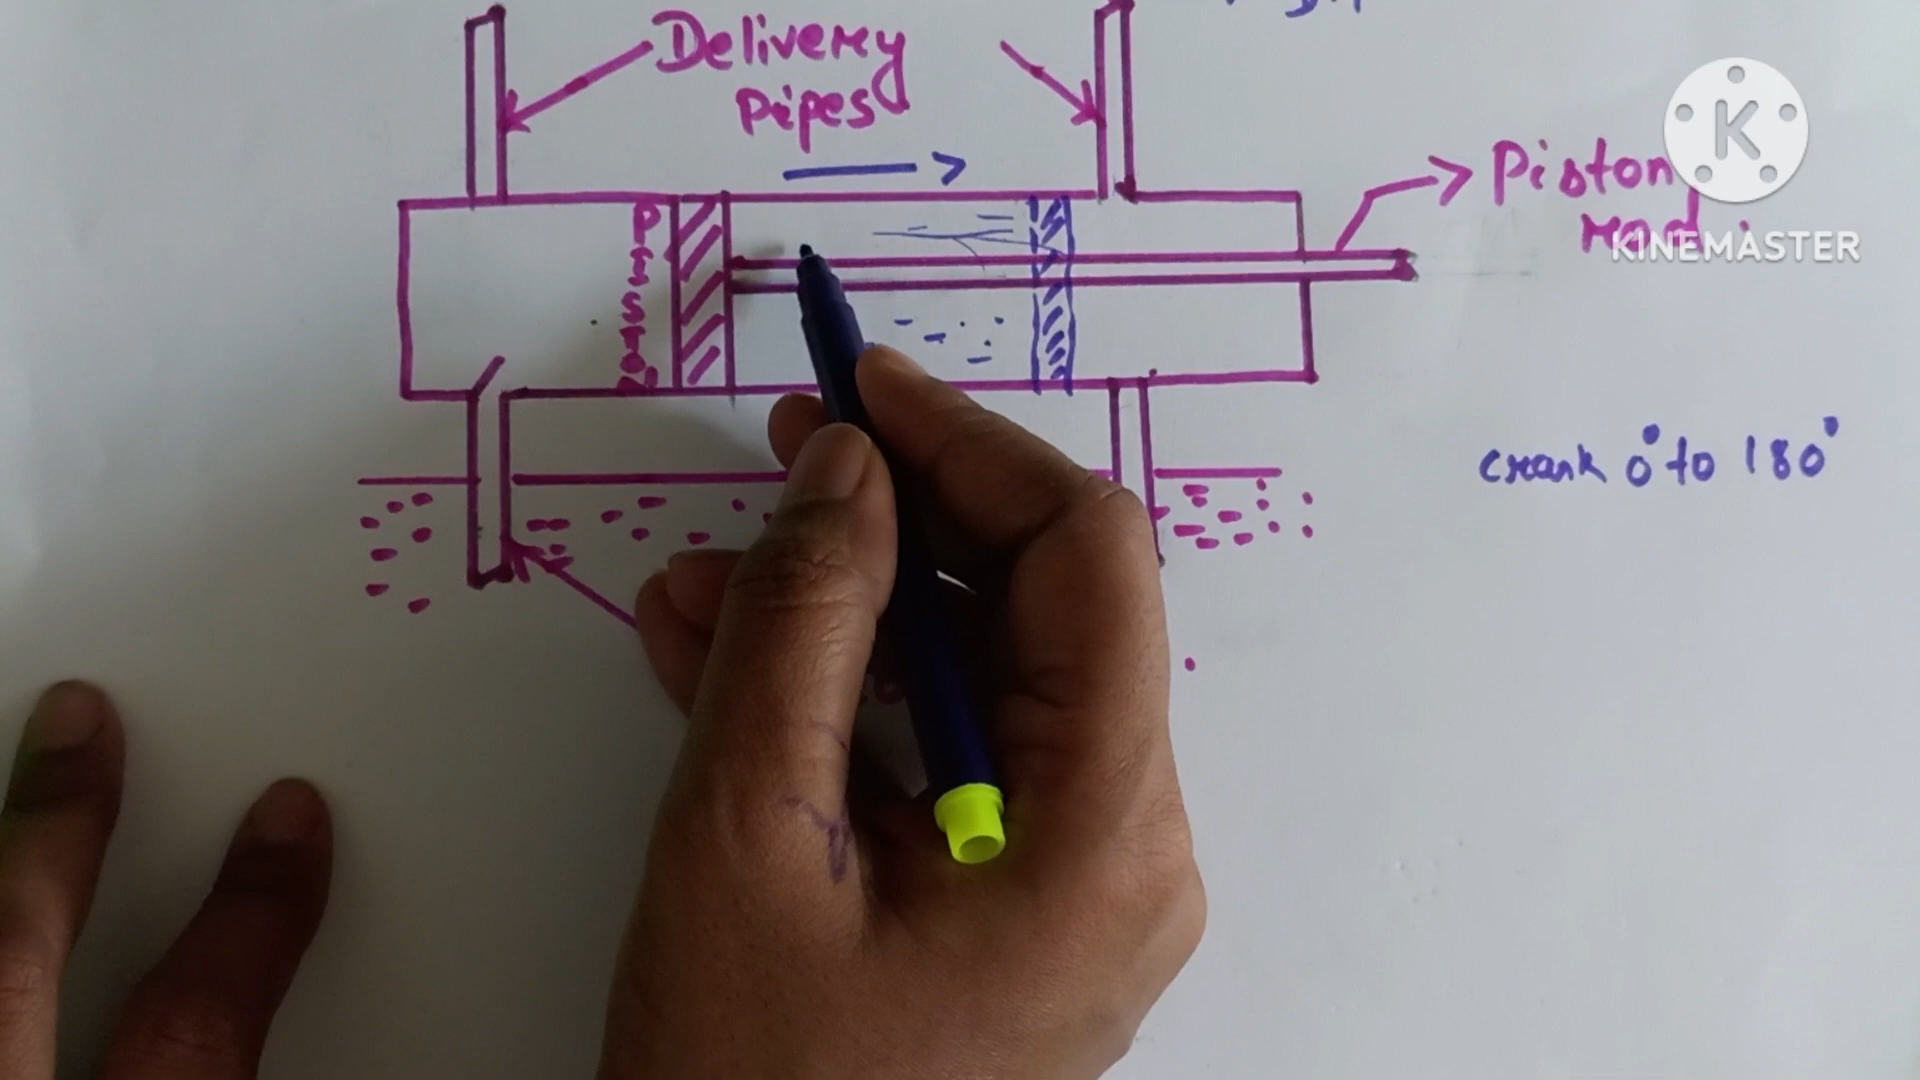 Delivery
Pipes
Piston
rod.
Piston
crank 0° to 180°
K
KINEMASTER